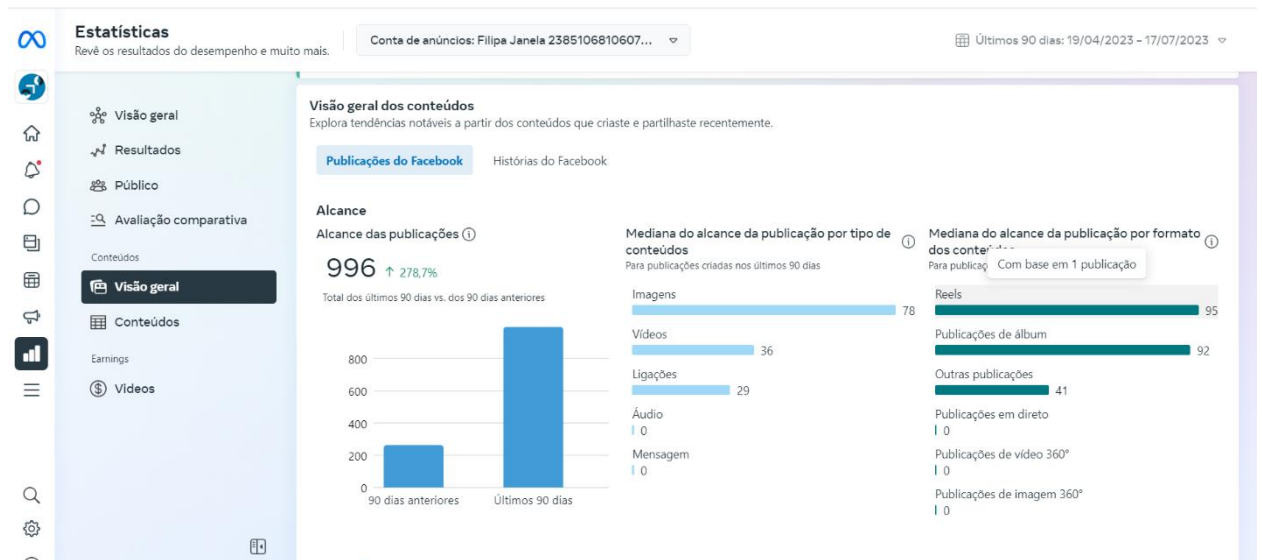 Estatísticas
Revê os resultados do desempenho e muito mais.
Conta de anúncios: Filipa Janela 2385106810607...
Últimos 90 dias: 19/04/2023 – 17/07/2023
Visão geral
Resultados
Público
Avaliação comparativa
Conteúdos
Visão geral
Conteúdos
Earnings
Videos
Visão geral dos conteúdos
Explora tendências notáveis a partir dos conteúdos que criaste e partilhaste recentemente.
Publicações do Facebook
Histórias do Facebook
Alcance
Alcance das publicações
996 ↑ 278,7%
Total dos últimos 90 dias vs. dos 90 dias anteriores
800
600
400
200
0
90 dias anteriores
Últimos 90 dias
Mediana do alcance da publicação por tipo de
conteúdos
Para publicações criadas nos últimos 90 dias
Imagens
78
Vídeos
36
Ligações
29
Áudio
0
Mensagem
0
Mediana do alcance da publicação por formato
dos
Para
Com base em 1 publicação
Reels
95
Publicações de álbum
92
Outras publicações
41
Publicações em direto
0
Publicações de vídeo 360°
0
Publicações de imagem 360°
0